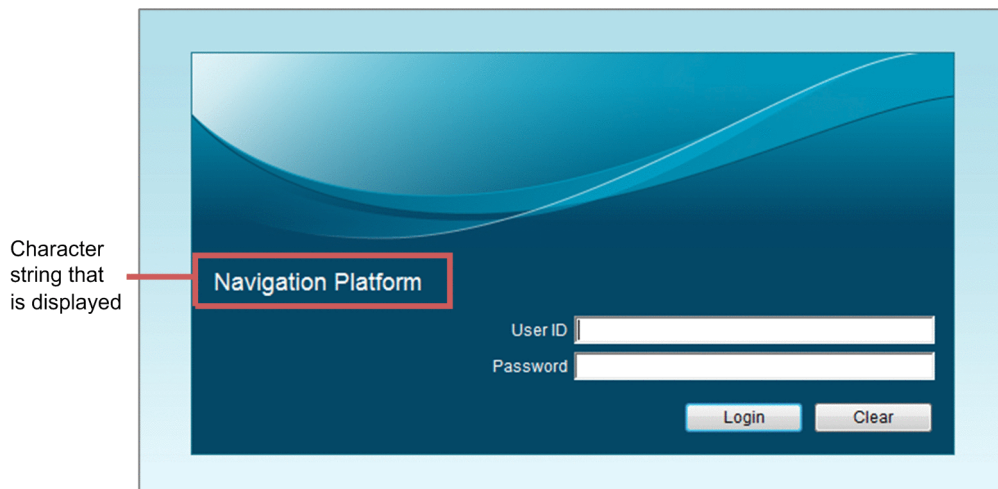 Character
string that
is displayed
Navigation Platform
User ID
Password
Login
Clear